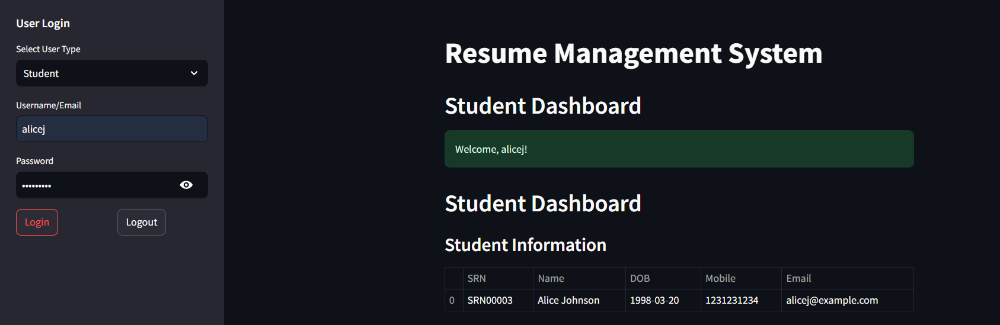 User Login
Select User Type
Student
Username/Email
alicej
Password
•••••••••
Login Logout
Resume Management System
Student Dashboard
Welcome, alicej!
Student Dashboard
Student Information
SRN Name DOB Mobile Email
0 SRN00003 Alice Johnson 1998-03-20 1231231234 alicej@example.com